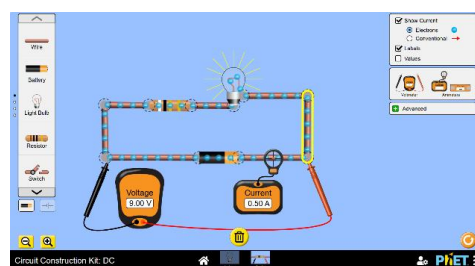 Wire
Battery
Light Bulb
Resistor
Switch
Show Current
Electrons
Conventional
Labels
Values
Voltmeter
Ammeters
Advanced
Voltage
9.00 V
Current
0.50 A
Circuit Construction Kit: DC
PhET